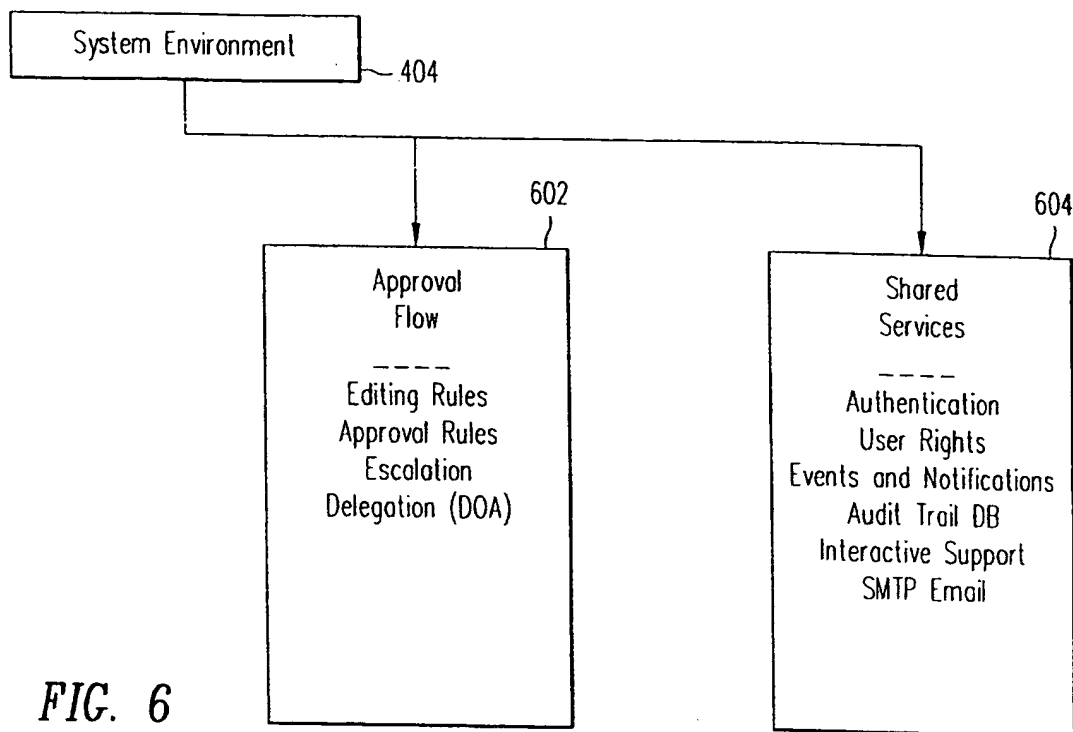 System Environment
404
602
604
Approval
Flow
Editing Rules
Approval Rules
Escalation
Delegation (DOA)
Shared
Services
Authentication
User Rights
Events and Notifications
Audit Trail DB
Interactive Support
SMTP Email
FIG. 6